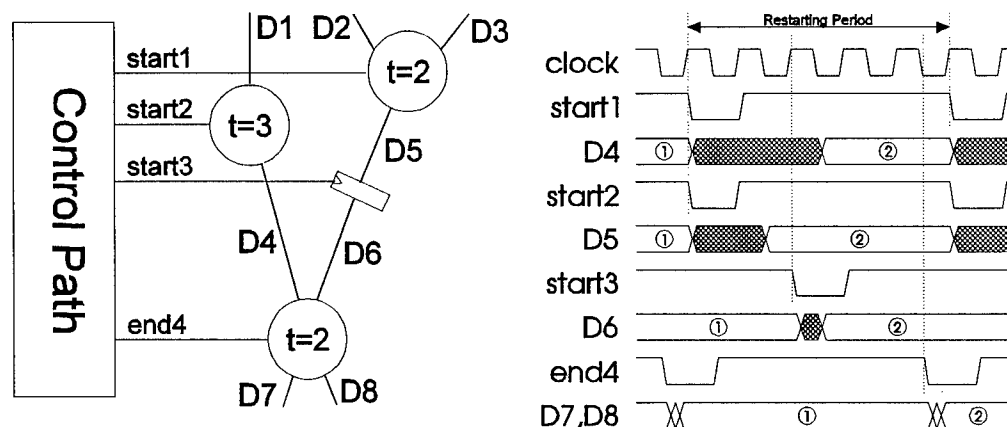 Control Path
D1
D2
D3
start1
t=2
start2
t=3
D5
start3
D4
D6
end4
t=2
D7
D8
Restarting Period
clock
start1
D4 ① ②
start2
D5 ① ②
start3
D6 ① ②
end4
D7,D8 ① ②